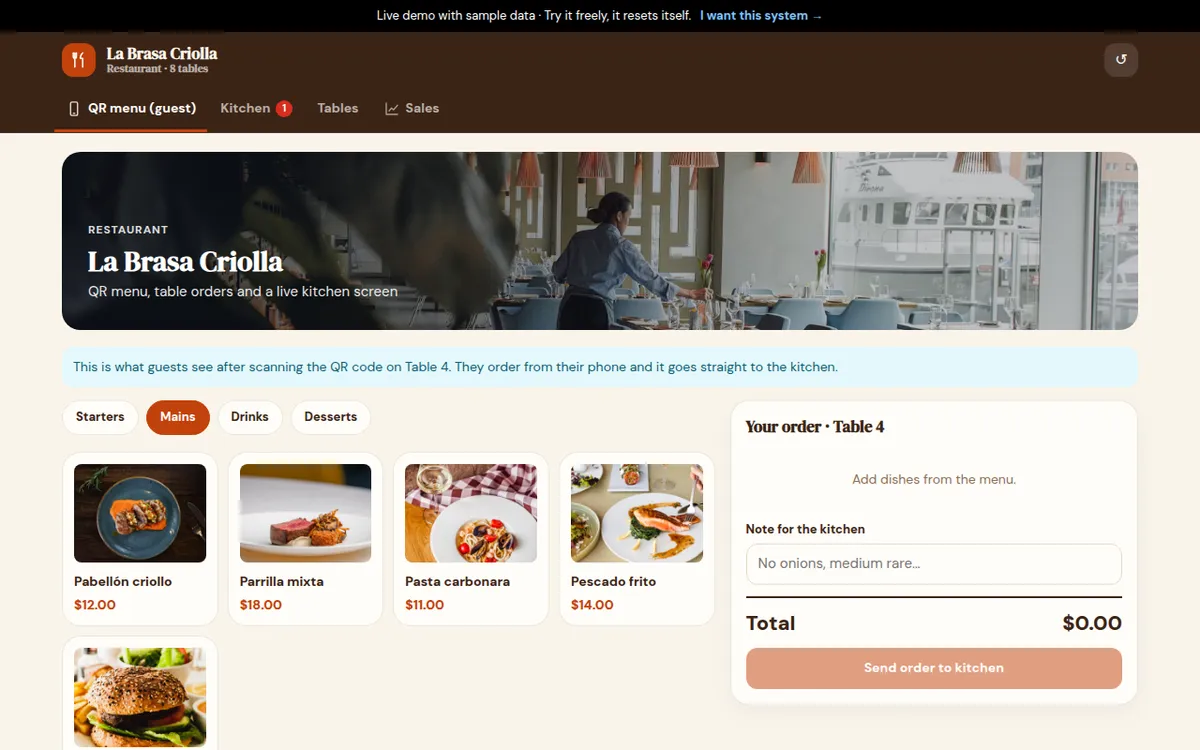 Live demo with sample data · Try it freely, it resets itself. I want this system →
La Brasa Criolla
Restaurant · 8 tables
QR menu (guest)
Kitchen 1
Tables
Sales
RESTAURANT
La Brasa Criolla
QR menu, table orders and a live kitchen screen
This is what guests see after scanning the QR code on Table 4. They order from their phone and it goes straight to the kitchen.
Starters
Mains
Drinks
Desserts
Pabellón criollo
$12.00
Parrilla mixta
$18.00
Pasta carbonara
$11.00
Pescado frito
$14.00
Your order · Table 4
Add dishes from the menu.
Note for the kitchen
No onions, medium rare...
Total $0.00
Send order to kitchen